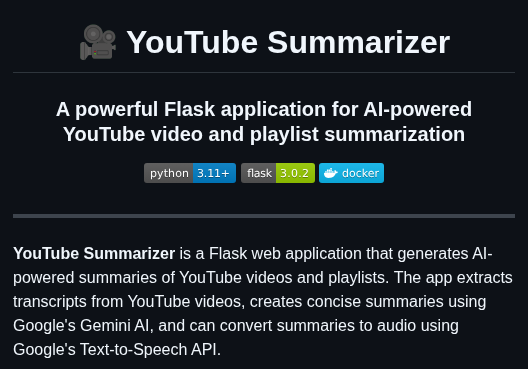 YouTube Summarizer
A powerful Flask application for AI-powered
YouTube video and playlist summarization
python 3.11+ flask 3.0.2 docker
YouTube Summarizer is a Flask web application that generates AI-
powered summaries of YouTube videos and playlists. The app extracts
transcripts from YouTube videos, creates concise summaries using
Google's Gemini AI, and can convert summaries to audio using
Google's Text-to-Speech API.